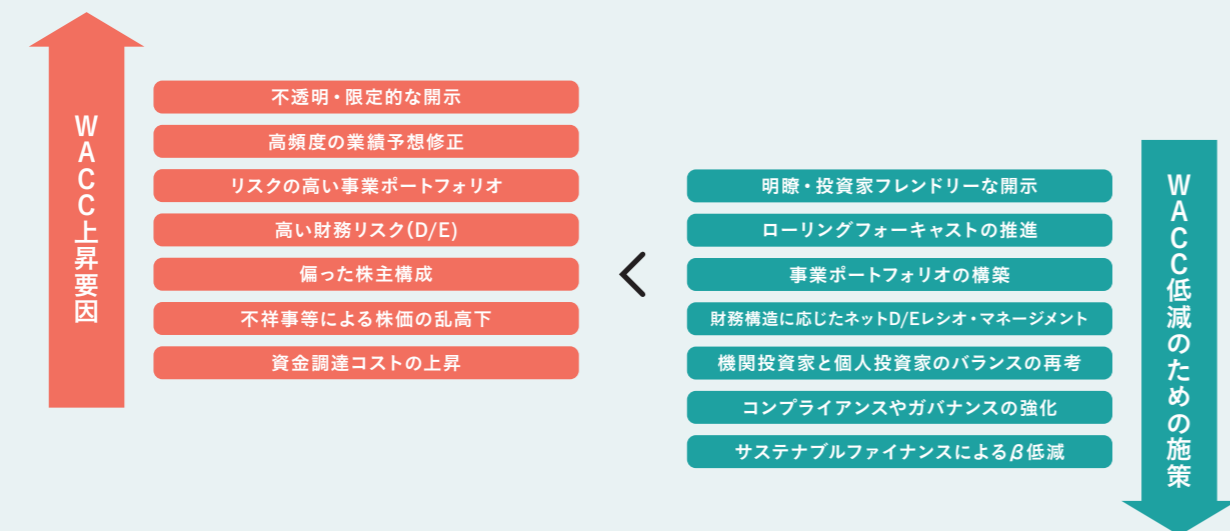 WACC上昇要因
不透明・限定的な開示
高頻度の業績予想修正
リスクの高い事業ポートフォリオ
高い財務リスク(D/E)
偏った株主構成
不祥事等による株価の乱高下
資金調達コストの上昇
<
明瞭・投資家フレンドリーな開示
ローリングフォーキャストの推進
事業ポートフォリオの構築
財務構造に応じたネットD/Eレシオ・マネージメント
機関投資家と個人投資家のバランスの再考
コンプライアンスやガバナンスの強化
サステナブルファイナンスによるβ低減
WACC低減のための施策